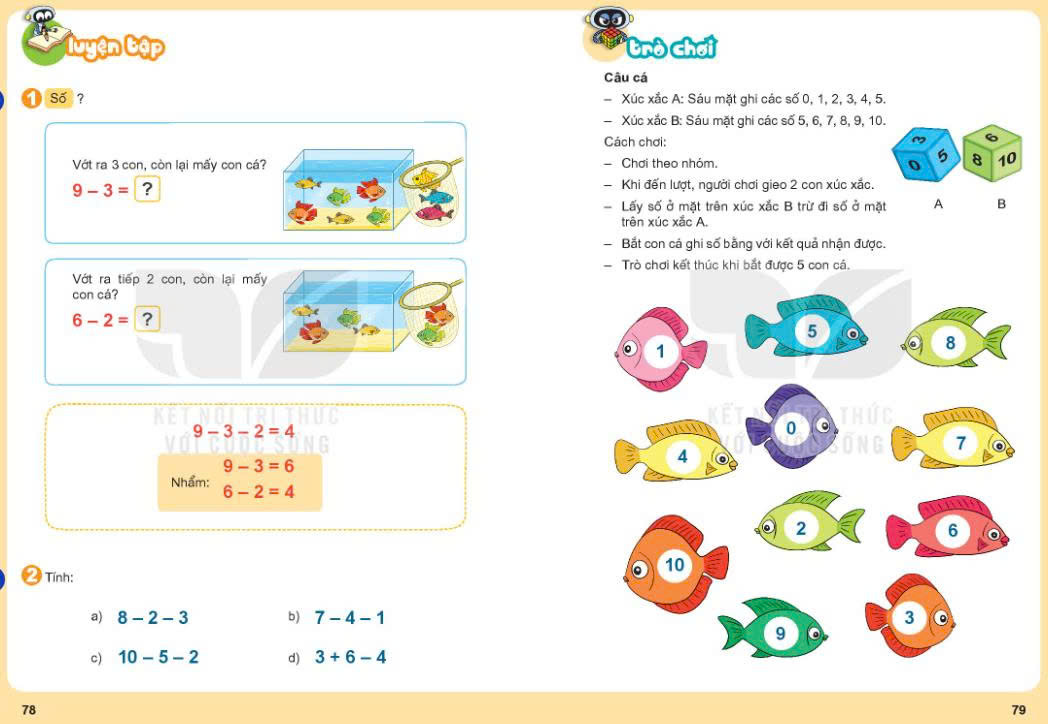 Luyện tập
1 Số ?
Vớt ra 3 con, còn lại mấy con cá?
9 – 3 = ?
Vớt ra tiếp 2 con, còn lại mấy
con cá?
6 – 2 = ?
KẾT NỐI TRI THỨC
VỚI CUỘC SỐNG
9 – 3 – 2 = 4
Nhẩm:
9 – 3 = 6
6 – 2 = 4
2 Tính:
a) 8 – 2 – 3
b) 7 – 4 – 1
c) 10 – 5 – 2
d) 3 + 6 – 4
78
trò chơi
Câu cá
– Xúc xắc A: Sáu mặt ghi các số 0, 1, 2, 3, 4, 5.
– Xúc xắc B: Sáu mặt ghi các số 5, 6, 7, 8, 9, 10.
Cách chơi:
– Chơi theo nhóm.
– Khi đến lượt, người chơi gieo 2 con xúc xắc.
– Lấy số ở mặt trên xúc xắc B trừ đi số ở mặt
trên xúc xắc A.
– Bắt con cá ghi số bằng với kết quả nhận được.
– Trò chơi kết thúc khi bắt được 5 con cá.
3
0 5
6
8 10
A B
1
5
8
KẾT NỐI TRI THỨC
VỚI CUỘC SỐNG
4
0
7
10
2
6
9
3
79